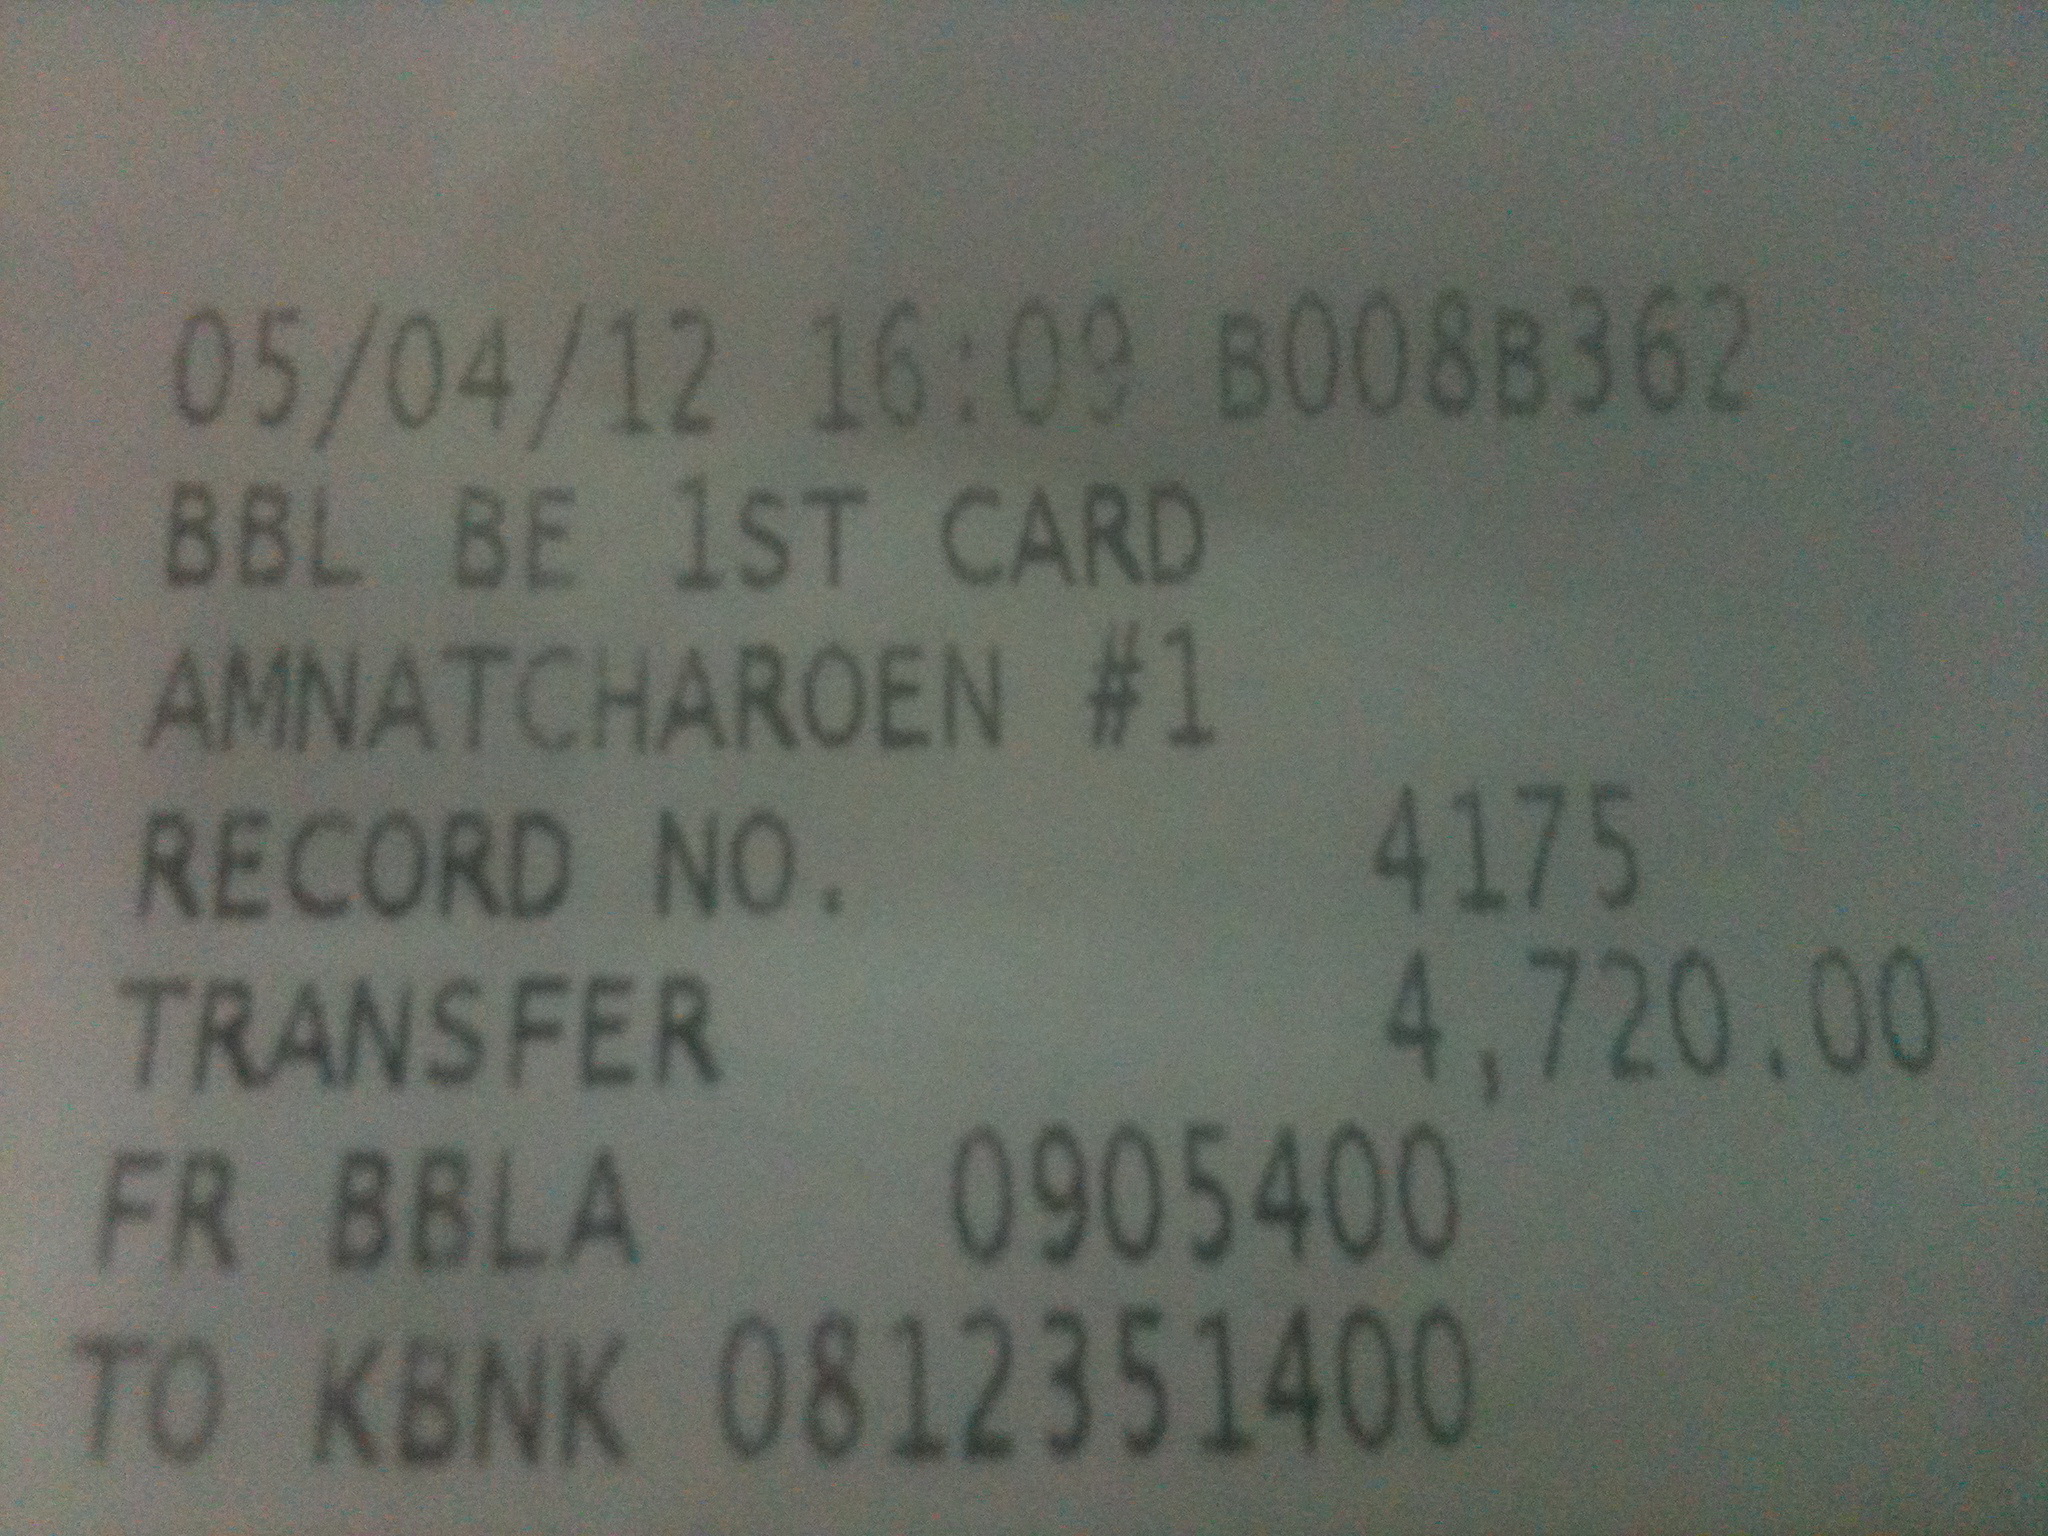 05/04/12 16:09 B008B362
BBL BE 1ST CARD
AMNATCHAROEN #1
RECORD NO. 4175
TRANSFER 4,720.00
FR BBLA 0905400
TO KBNK 0812351400